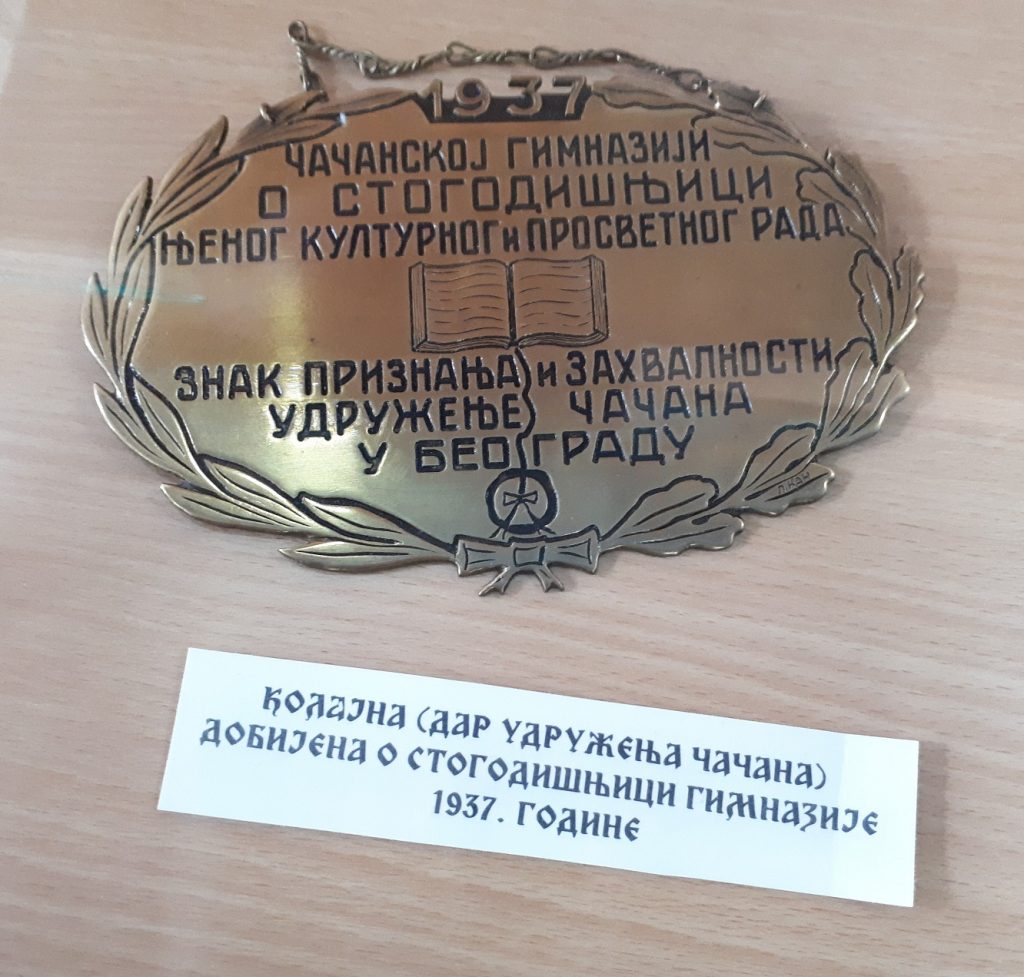 1937
ЧАЧАНСКОЈ ГИМНАЗИЈИ
О СТОГОДИШЊИЦИ
ЊЕНОГ КУЛТУРНОГ и ПРОСВЕТНОГ РАДА
ЗНАК ПРИЗНАЊА и ЗАХВАЛНОСТИ
УДРУЖЕЊЕ ЧАЧАНА
У БЕОГРАДУ
КОЛАЈНА (ДАР УДРУЖЕЊА ЧАЧАНА)
ДОБИЈЕНА О СТОГОДИШЊИЦИ ГИМНАЗИЈЕ
1937. ГОДИНЕ